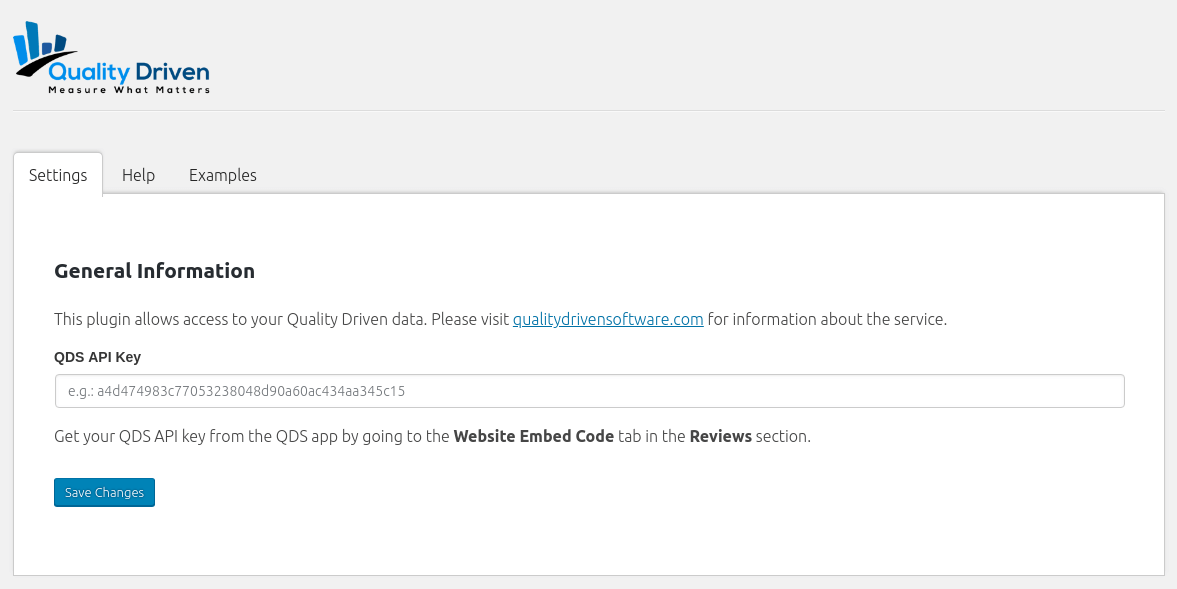 Quality Driven
Measure What Matters
Settings
Help
Examples
General Information
This plugin allows access to your Quality Driven data. Please visit qualitydrivensoftware.com for information about the service.
QDS API Key
e.g.: a4d474983c77053238048d90a60ac434aa345c15
Get your QDS API key from the QDS app by going to the Website Embed Code tab in the Reviews section.
Save Changes